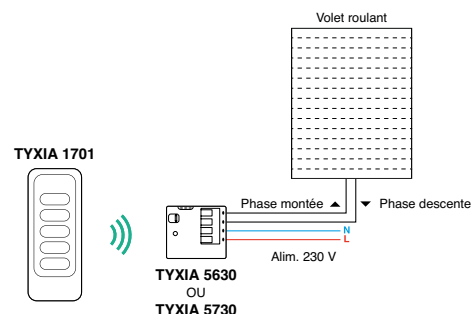 Volet roulant
TYXIA 1701
Phase montée ▲ ▼ Phase descente
N
L
Alim. 230 V
TYXIA 5630
OU
TYXIA 5730